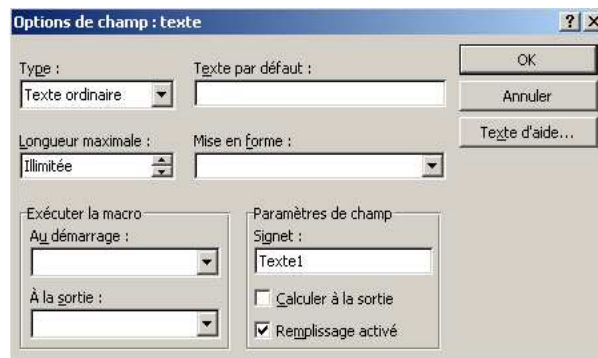 Options de champ : texte
Type :
Texte par défaut :
OK
Texte ordinaire
Annuler
Longueur maximale :
Mise en forme :
Texte d'aide...
Illimitée
Exécuter la macro
Paramètres de champ
Au démarrage :
Signet :
Texte1
À la sortie :
Calculer à la sortie
Remplissage activé